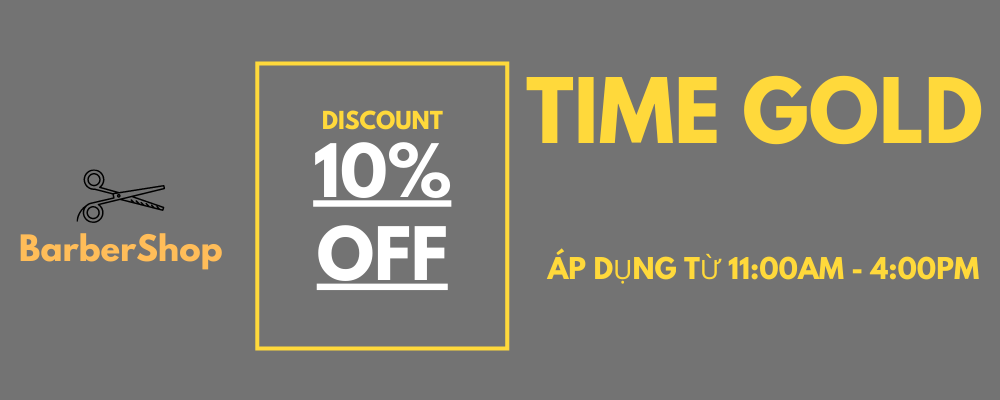 BarberShop
DISCOUNT
10%
OFF
TIME GOLD
ÁP DỤNG TỪ 11:00AM - 4:00PM